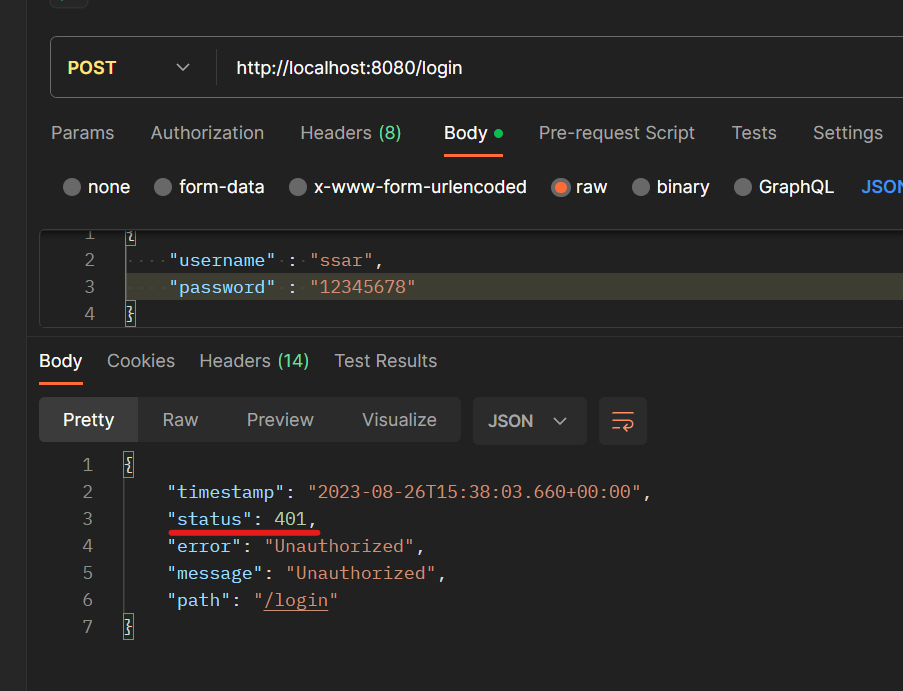 POST http://localhost:8080/login
Params Authorization Headers (8) Body Pre-request Script Tests Settings
none form-data x-www-form-urlencoded raw binary GraphQL JSON
1 {
2 "username" : "ssar",
3 "password" : "12345678"
4 }
Body Cookies Headers (14) Test Results
Pretty Raw Preview Visualize JSON
1 {
2 "timestamp": "2023-08-26T15:38:03.660+00:00",
3 "status": 401,
4 "error": "Unauthorized",
5 "message": "Unauthorized",
6 "path": "/login"
7 }